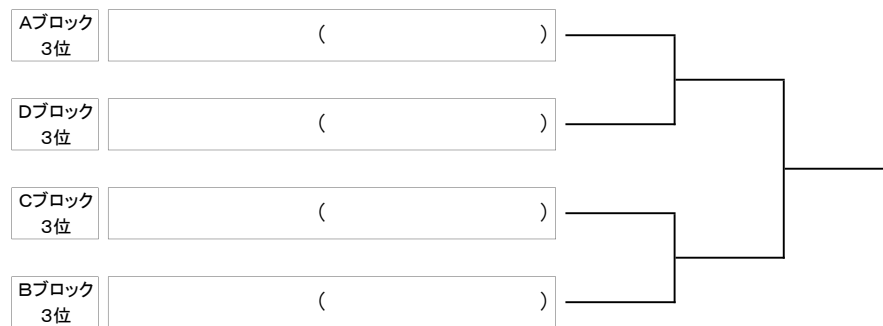 Aブロック
3位
(　　　　　　　　)
Dブロック
3位
(　　　　　　　　)
Cブロック
3位
(　　　　　　　　)
Bブロック
3位
(　　　　　　　　)